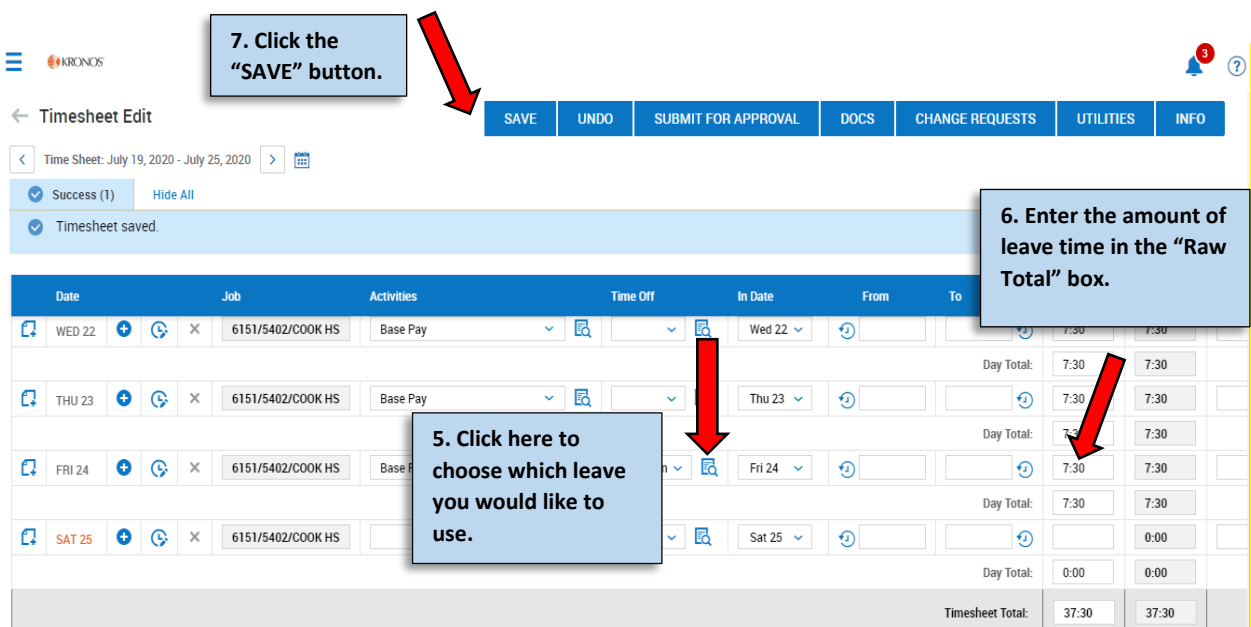 7. Click the
"SAVE" button.
KRONOS
3
?
Timesheet Edit
SAVE UNDO SUBMIT FOR APPROVAL DOCS CHANGE REQUESTS UTILITIES INFO
Time Sheet: July 19, 2020 - July 25, 2020
Success (1) Hide All
Timesheet saved.
6. Enter the amount of
leave time in the “Raw
Total” box.
Date Job Activities Time Off In Date From To
WED 22 6151/5402/COOK HS Base Pay Wed 22 7:30 7:30
Day Total: 7:30 7:30
THU 23 6151/5402/COOK HS Base Pay Thu 23 7:30 7:30
Day Total: 7:30
5. Click here to
choose which leave
you would like to
use.
FRI 24 6151/5402/COOK HS Base n Fri 24 7:30 7:30
Day Total: 7:30 7:30
SAT 25 6151/5402/COOK HS Sat 25 0:00
Day Total: 0:00 0:00
Timesheet Total: 37:30 37:30